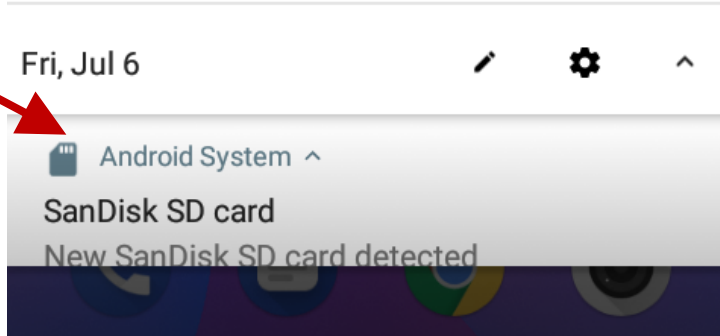 Fri, Jul 6
Android System
SanDisk SD card
New SanDisk SD card detected